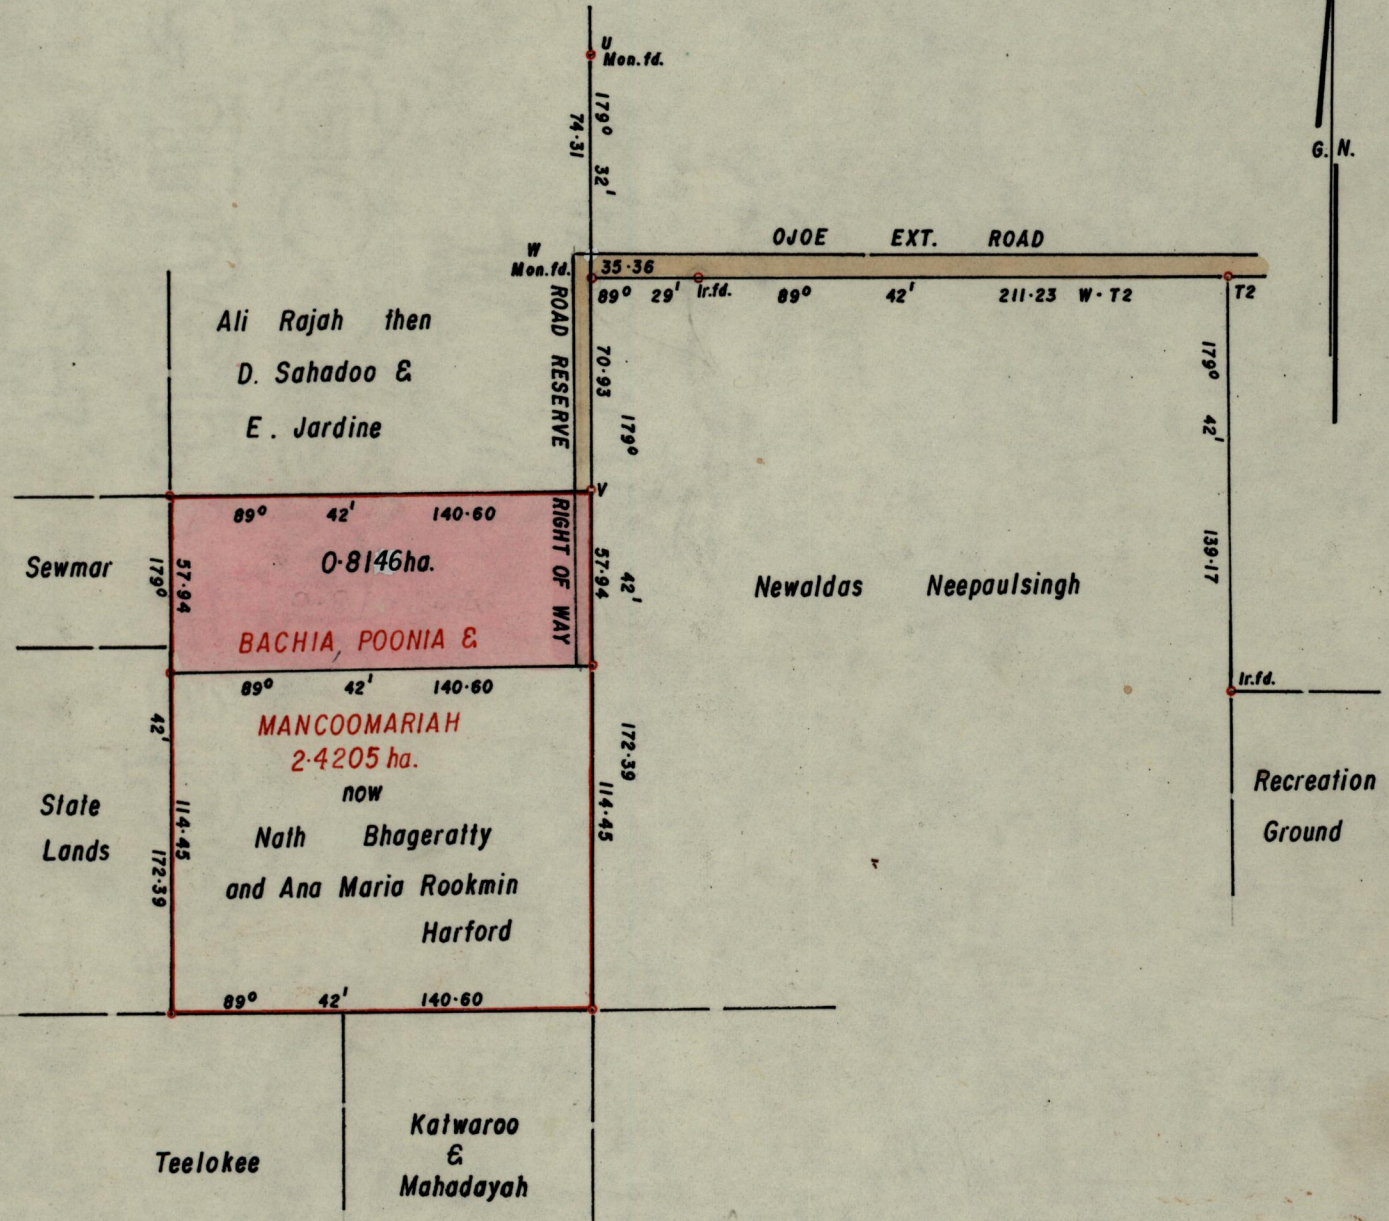 U
Mon.fd.
179° 32'
74·31
G. N.
OJOE EXT. ROAD
W
Mon.fd.
35·36
89° 29' Ir.fd. 89° 42' 211·23 W-T2 T2
ROAD RESERVE
70·93
179° 42'
179° 42'
139·17
Ali Rajah then
D. Sahadoo &
E. Jardine
V
89° 42' 140·60
RIGHT OF WAY
57·94
Sewmar
179° 42'
57·94
0·8146ha.
BACHIA, POONIA &
Newaldas Neepaulsingh
89° 42' 140·60
MANCOOMARIAH
2·4205 ha.
now
Nath Bhageratty
and Ana Maria Rookmin
Harford
172·39
114·45
114·45
172·39
State
Lands
Ir.fd.
Recreation
Ground
89° 42' 140·60
Teelokee
Katwaroo
&
Mahadayah